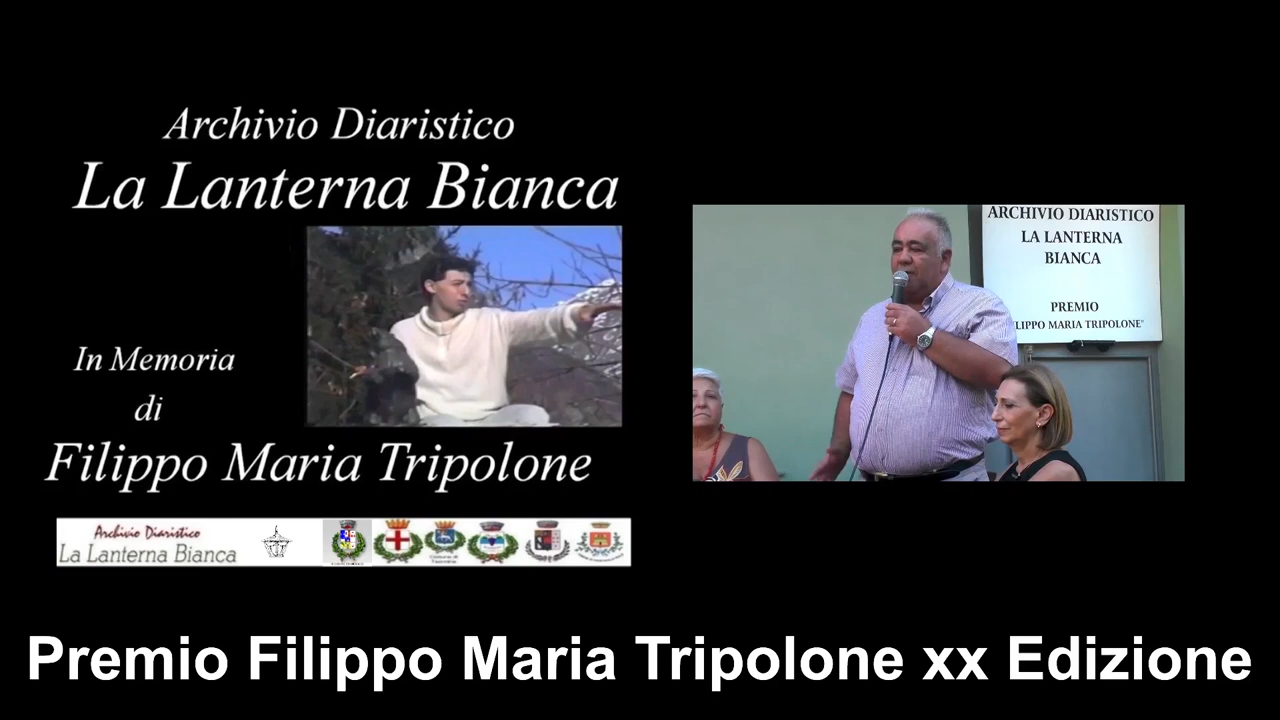 Archivio Diaristico
La Lanterna Bianca
In Memoria
di
Filippo Maria Tripolone
Archivio Diaristico
La Lanterna Bianca
ARCHIVIO DIARISTICO
LA LANTERNA
BIANCA
PREMIO
ILIPPO MARIA TRIPOLONE"
Premio Filippo Maria Tripolone xx Edizione